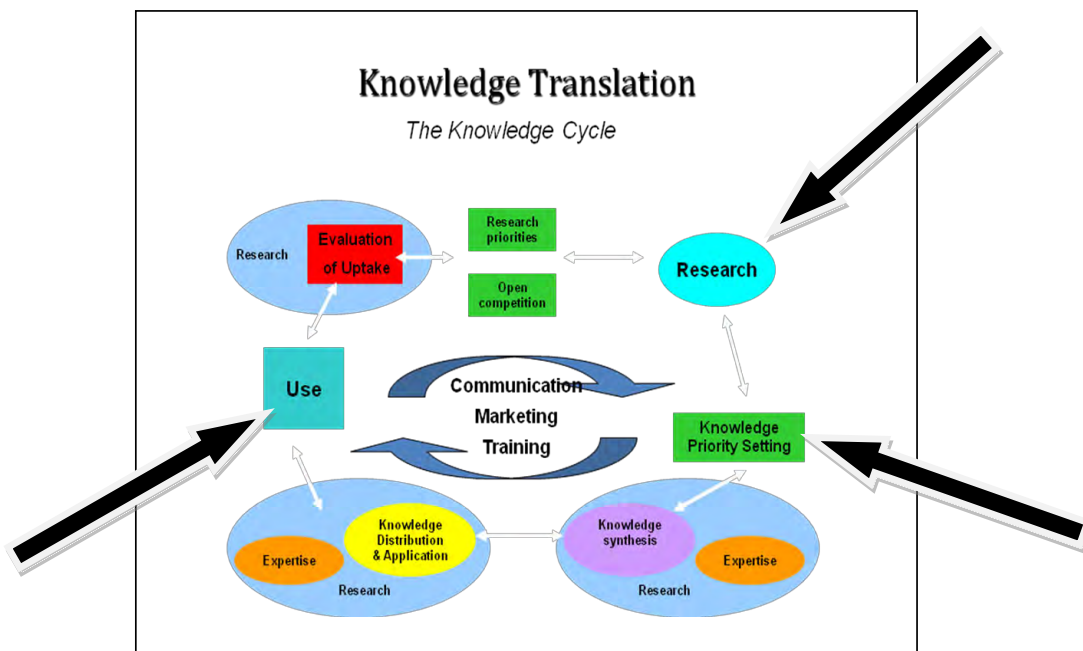 Knowledge Translation
The Knowledge Cycle
Research
Evaluation
of Uptake
Research
priorities
Open
competition
Research
Use
Communication
Marketing
Training
Knowledge
Priority Setting
Knowledge
Distribution
& Application
Expertise
Research
Knowledge
synthesis
Expertise
Research